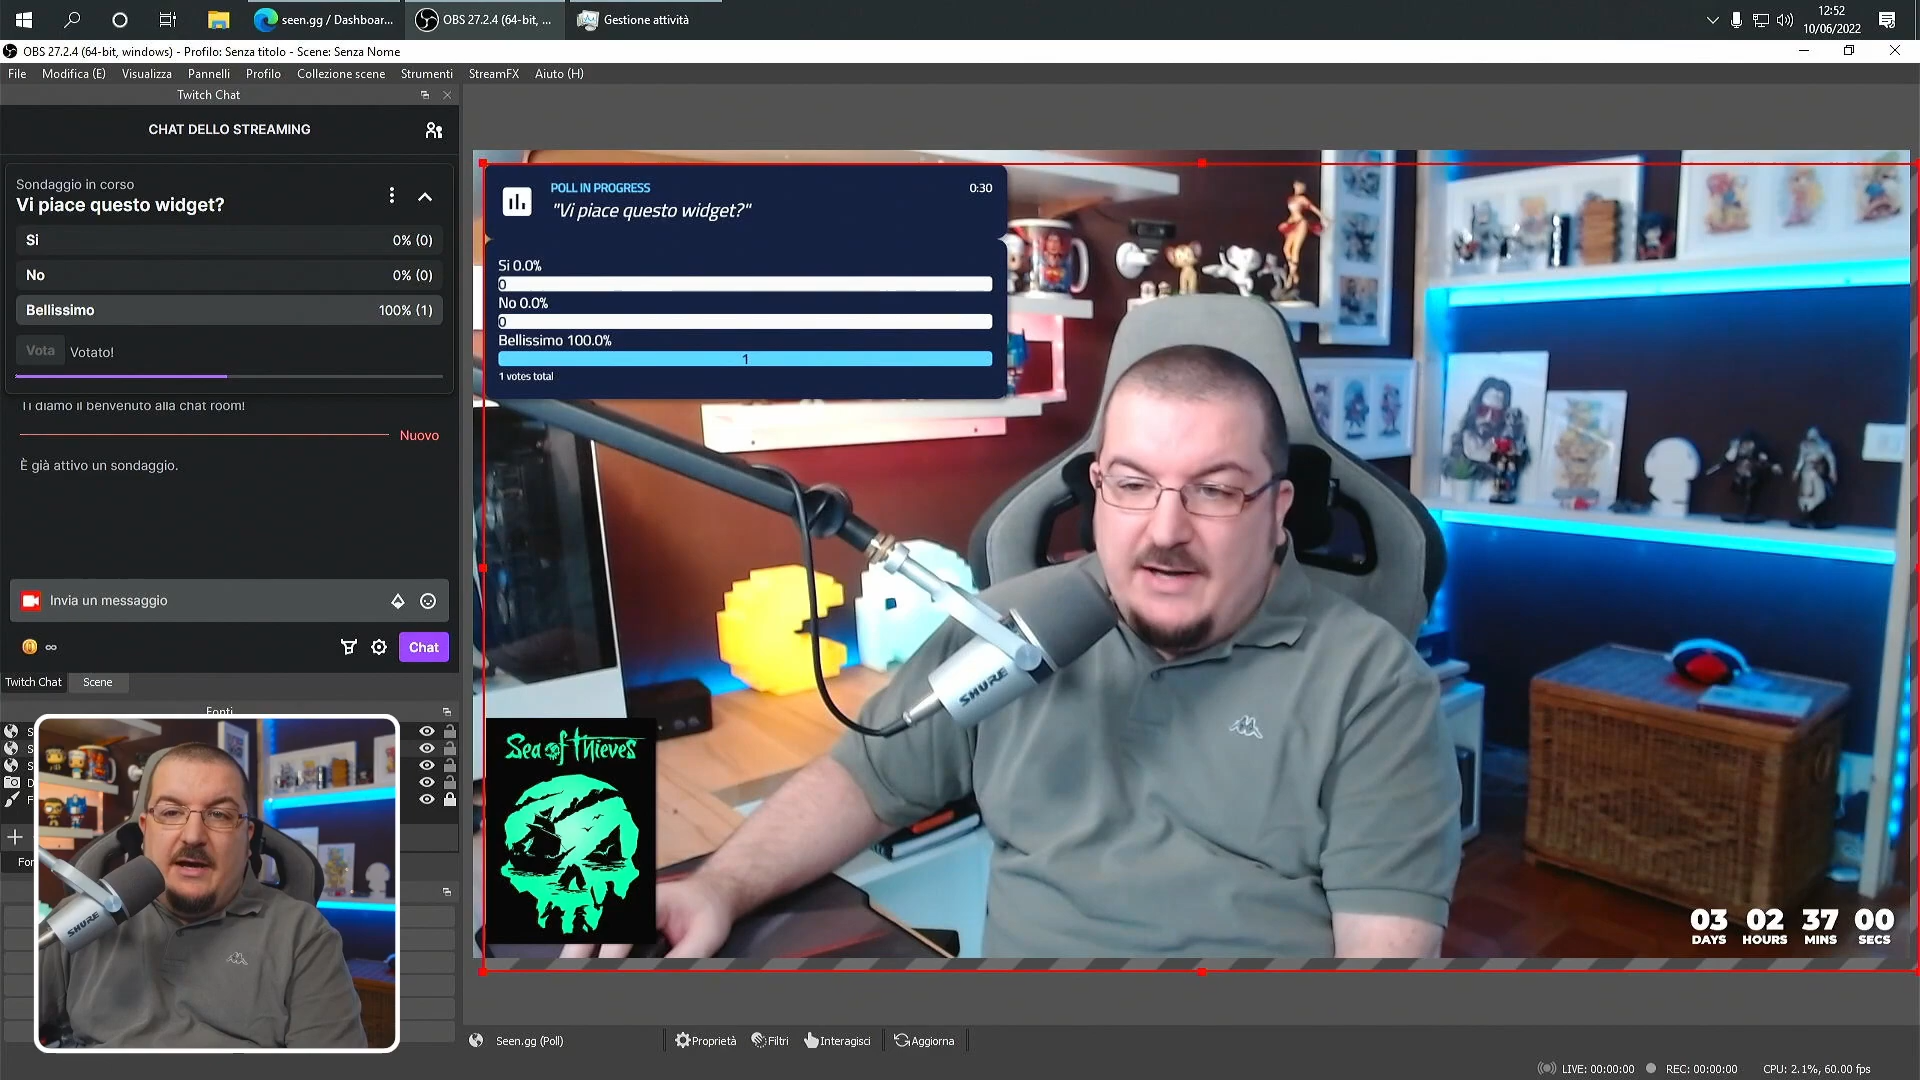 seen.gg / Dashboar...
OBS 27.2.4 (64-bit, ...
Gestione attività
12:52
10/06/2022
OBS 27.2.4 (64-bit, windows) - Profilo: Senza titolo - Scene: Senza Nome
File
Modifica (E)
Visualizza
Pannelli
Profilo
Collezione scene
Strumenti
StreamFX
Aiuto (H)
Twitch Chat
CHAT DELLO STREAMING
Sondaggio in corso
Vi piace questo widget?
Si
0% (0)
No
0% (0)
Bellissimo
100% (1)
Vota
Votato!
Ti diamo il benvenuto alla chat room!
Nuovo
È già attivo un sondaggio.
Invia un messaggio
∞
Chat
Twitch Chat
Scene
Fonti
S
S
S
D
F
For
POLL IN PROGRESS
0:30
"Vi piace questo widget?"
Si 0.0%
0
No 0.0%
0
Bellissimo 100.0%
1
1 votes total
SHURE
Sea of Thieves
SHURE
03 02 37 00
DAYS HOURS MINS SECS
Seen.gg (Poll)
Proprietà
Filtri
Interagisci
Aggiorna
LIVE: 00:00:00
REC: 00:00:00
CPU: 2.1%, 60.00 fps